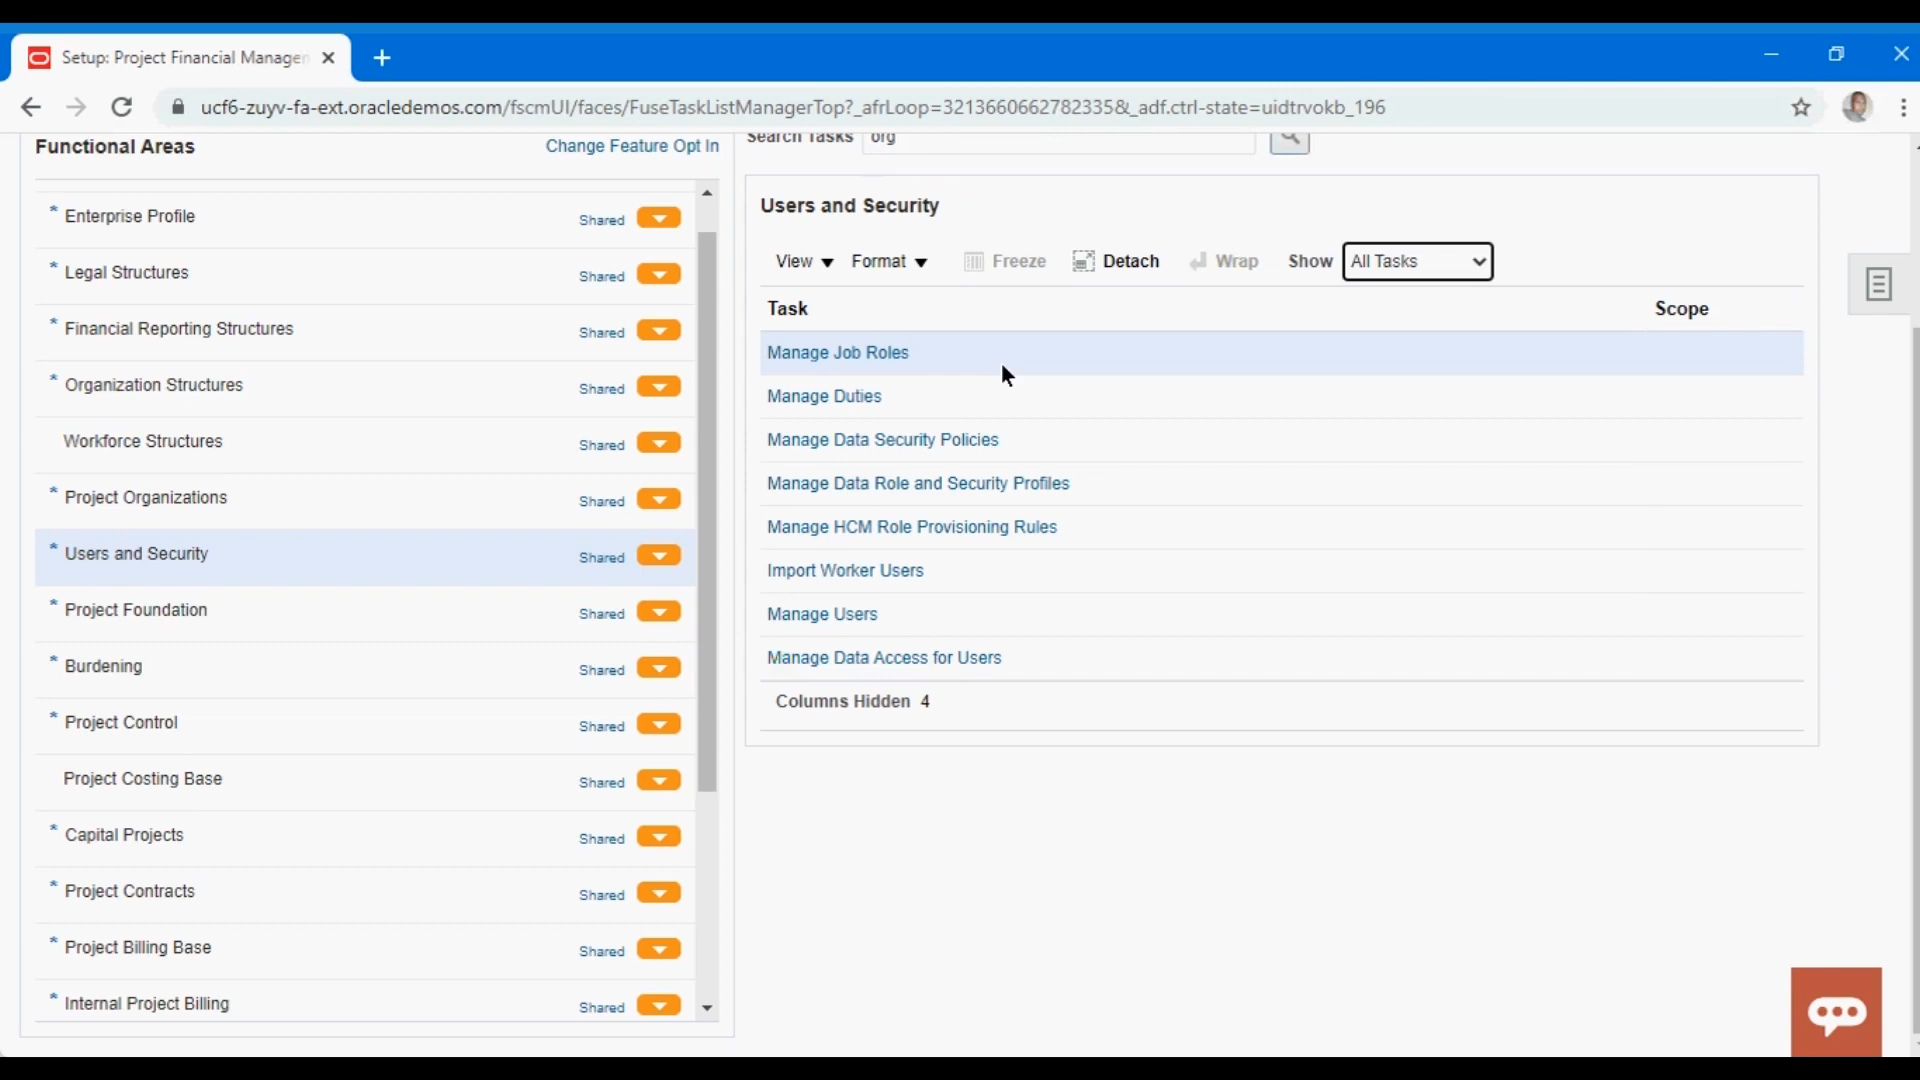 Setup: Project Financial Manager
ucf6-zuyv-fa-ext.oracledemos.com/fscmUI/faces/FuseTaskListManagerTop?_afrLoop=3213660662782335&_adf.ctrl-state=uidtrvokb_196
Functional Areas
Change Feature Opt In
* Enterprise Profile Shared
* Legal Structures Shared
* Financial Reporting Structures Shared
* Organization Structures Shared
Workforce Structures Shared
* Project Organizations Shared
* Users and Security Shared
* Project Foundation Shared
* Burdening Shared
* Project Control Shared
Project Costing Base Shared
* Capital Projects Shared
* Project Contracts Shared
* Project Billing Base Shared
* Internal Project Billing Shared
Search Tasks org
Users and Security
View Format Freeze Detach Wrap Show All Tasks
Task Scope
Manage Job Roles
Manage Duties
Manage Data Security Policies
Manage Data Role and Security Profiles
Manage HCM Role Provisioning Rules
Import Worker Users
Manage Users
Manage Data Access for Users
Columns Hidden 4